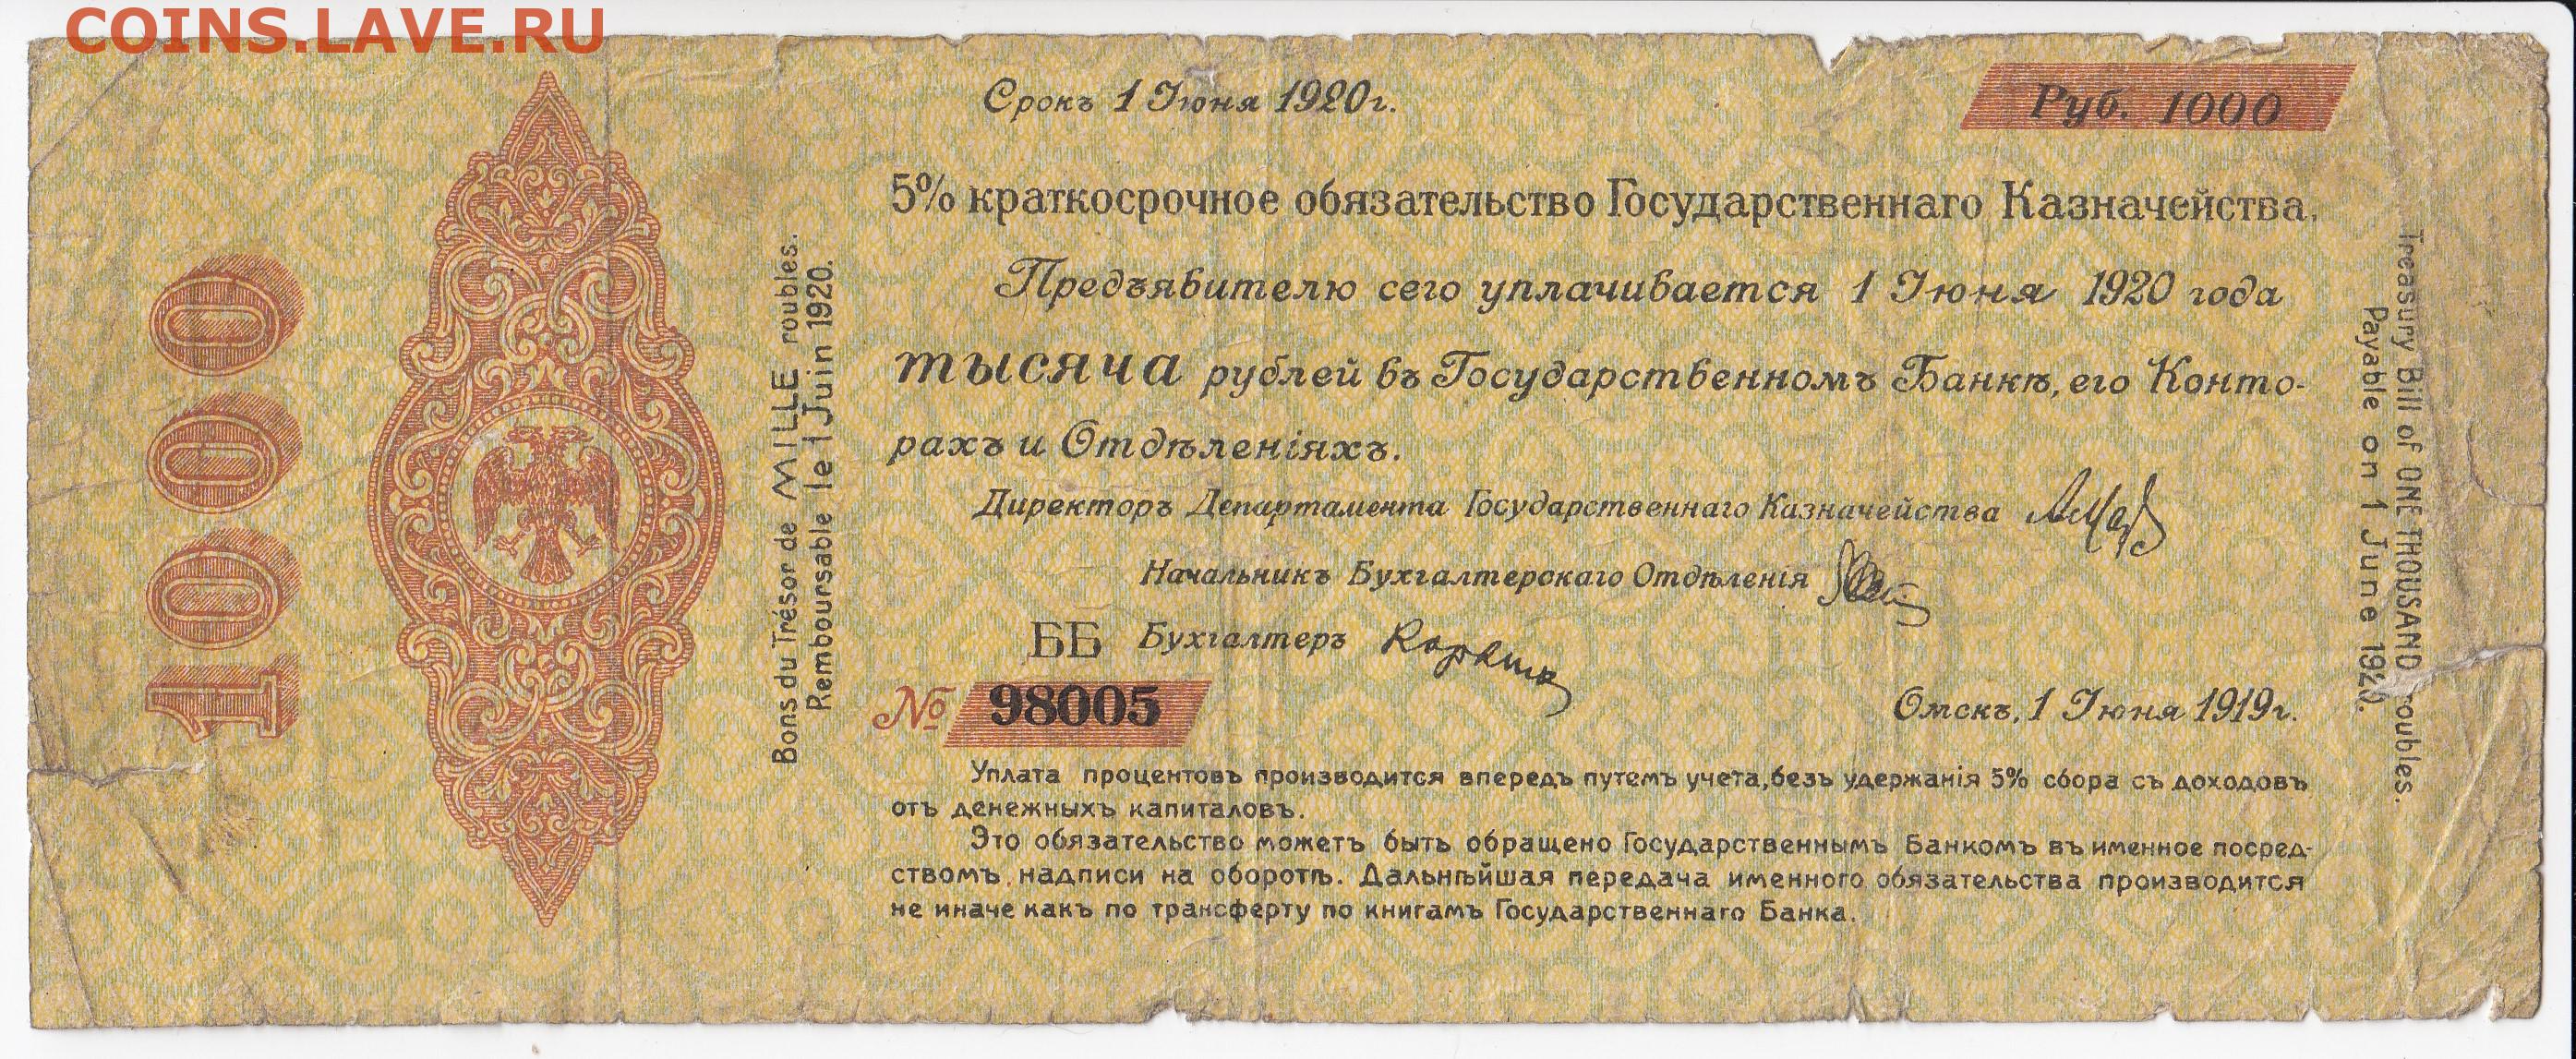 COINS.LAVE.RU
Срокъ 1 Июня 1920г.
Руб. 1000
5% краткосрочное обязательство Государственнаго Казначейства.
Предъявителю сего уплачивается 1 Июня 1920 года
тысяча рублей въ Государственномъ Банкѣ, его Конто-
рахъ и Отдѣленіяхъ.
Директоръ Департамента Государственнаго Казначейства
Начальникъ Бухгалтерскаго Отдѣленія
ББ Бухгалтеръ
№ 98005
Омскъ, 1 Июня 1919г.
Уплата процентовъ производится впередъ путемъ учета, безъ удержанія 5% сбора съ доходовъ
отъ денежныхъ капиталовъ.
Это обязательство можетъ быть обращено Государственнымъ Банкомъ въ именное посред-
ствомъ надписи на оборотѣ. Дальнѣйшая передача именного обязательства производится
не иначе какъ по трансферту по книгамъ Государственнаго Банка.
1000
Bons du Trésor de MILLE roubles.
Remboursable le 1 Juin 1920.
Treasury Bill of ONE THOUSAND roubles.
Payable on 1 June 1920.